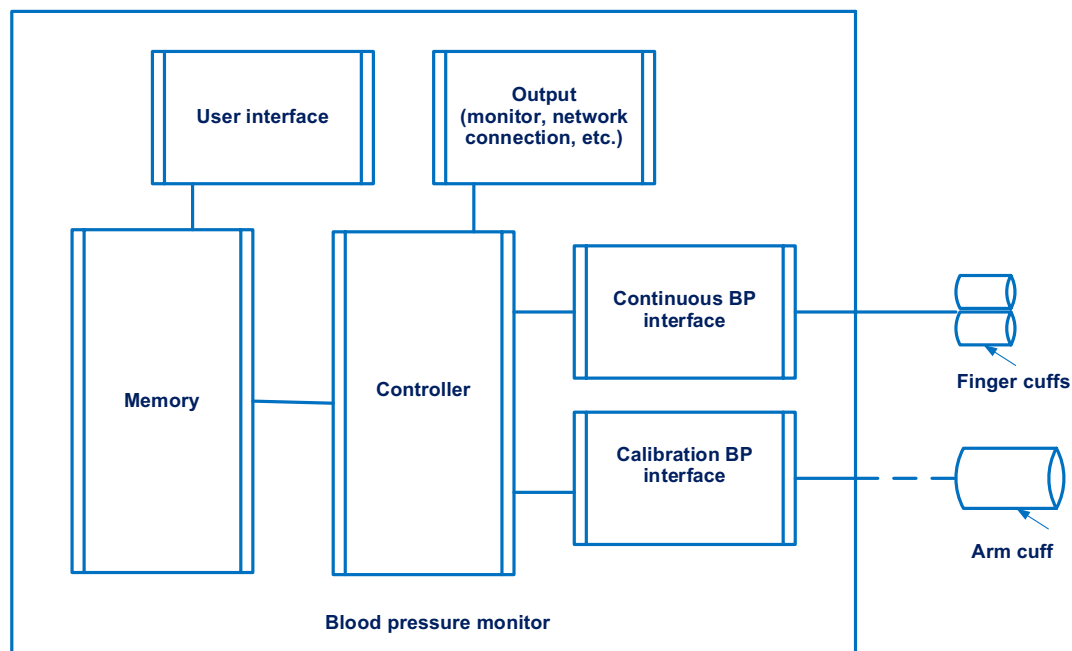 User interface
Output
(monitor, network
connection, etc.)
Memory
Controller
Continuous BP
interface
Finger cuffs
Calibration BP
interface
Arm cuff
Blood pressure monitor